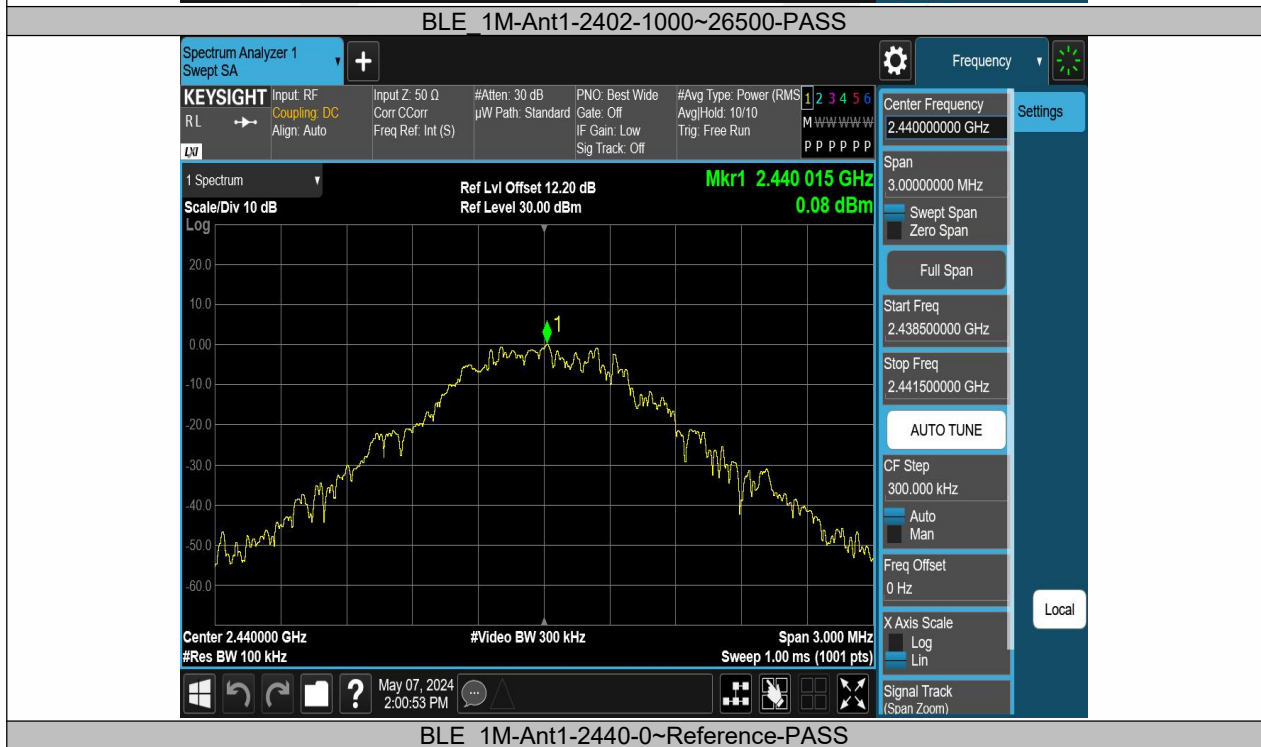 BLE_1M-Ant1-2402-1000~26500-PASS
Spectrum Analyzer 1
Swept SA
+
Frequency
KEYSIGHT
RL
LXI
Input: RF
Coupling: DC
Align: Auto
Input Z: 50 Ω
Corr CCorr
Freq Ref: Int (S)
#Atten: 30 dB
µW Path: Standard
PNO: Best Wide
Gate: Off
IF Gain: Low
Sig Track: Off
#Avg Type: Power (RMS
Avg|Hold: 10/10
Trig: Free Run
1 2 3 4 5 6
M W W W W W
P P P P P P
1 Spectrum
Scale/Div 10 dB
Log
Ref Lvl Offset 12.20 dB
Ref Level 30.00 dBm
Mkr1 2.440 015 GHz
0.08 dBm
20.0
10.0
0.00
-10.0
-20.0
-30.0
-40.0
-50.0
-60.0
1
Center 2.440000 GHz
#Res BW 100 kHz
#Video BW 300 kHz
Span 3.000 MHz
Sweep 1.00 ms (1001 pts)
?
May 07, 2024
2:00:53 PM
Center Frequency
2.440000000 GHz
Settings
Span
3.00000000 MHz
Swept Span
Zero Span
Full Span
Start Freq
2.438500000 GHz
Stop Freq
2.441500000 GHz
AUTO TUNE
CF Step
300.000 kHz
Auto
Man
Freq Offset
0 Hz
Local
X Axis Scale
Log
Lin
Signal Track
(Span Zoom)
BLE_1M-Ant1-2440-0~Reference-PASS